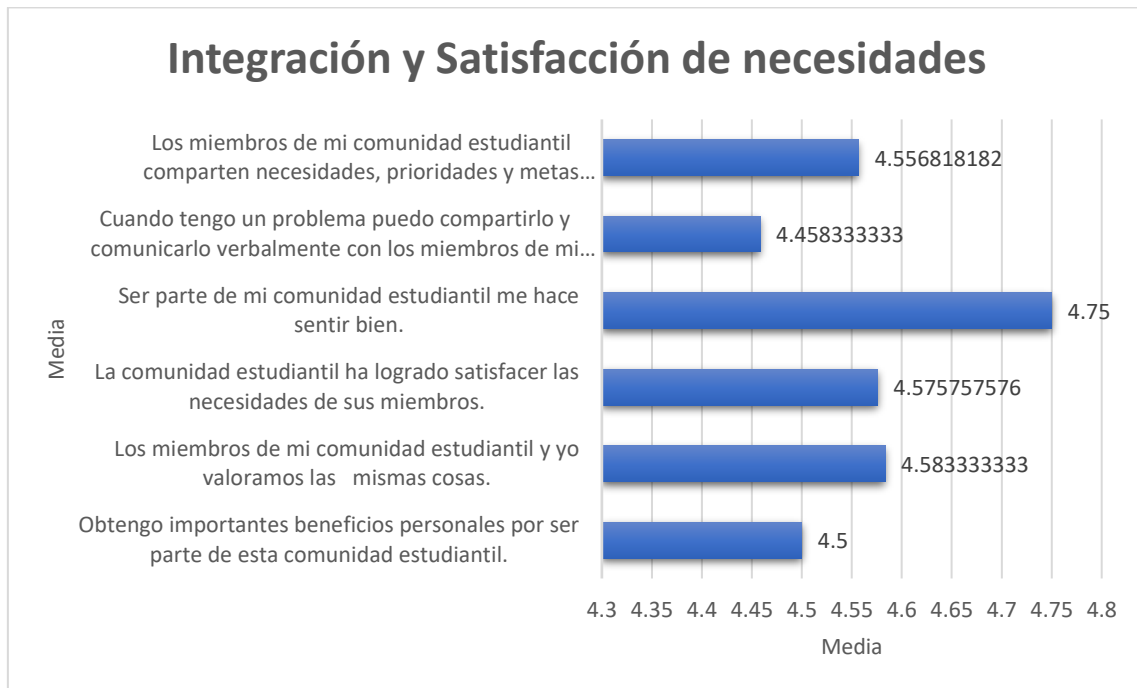 Integración y Satisfacción de necesidades
Los miembros de mi comunidad estudiantil
comparten necesidades, prioridades y metas…
4.556818182
Cuando tengo un problema puedo compartirlo y
comunicarlo verbalmente con los miembros de mi…
4.458333333
Ser parte de mi comunidad estudiantil me hace
sentir bien.
4.75
La comunidad estudiantil ha logrado satisfacer las
necesidades de sus miembros.
4.575757576
Los miembros de mi comunidad estudiantil y yo
valoramos las mismas cosas.
4.583333333
Obtengo importantes beneficios personales por ser
parte de esta comunidad estudiantil.
4.5
Media
4.3 4.35 4.4 4.45 4.5 4.55 4.6 4.65 4.7 4.75 4.8
Media